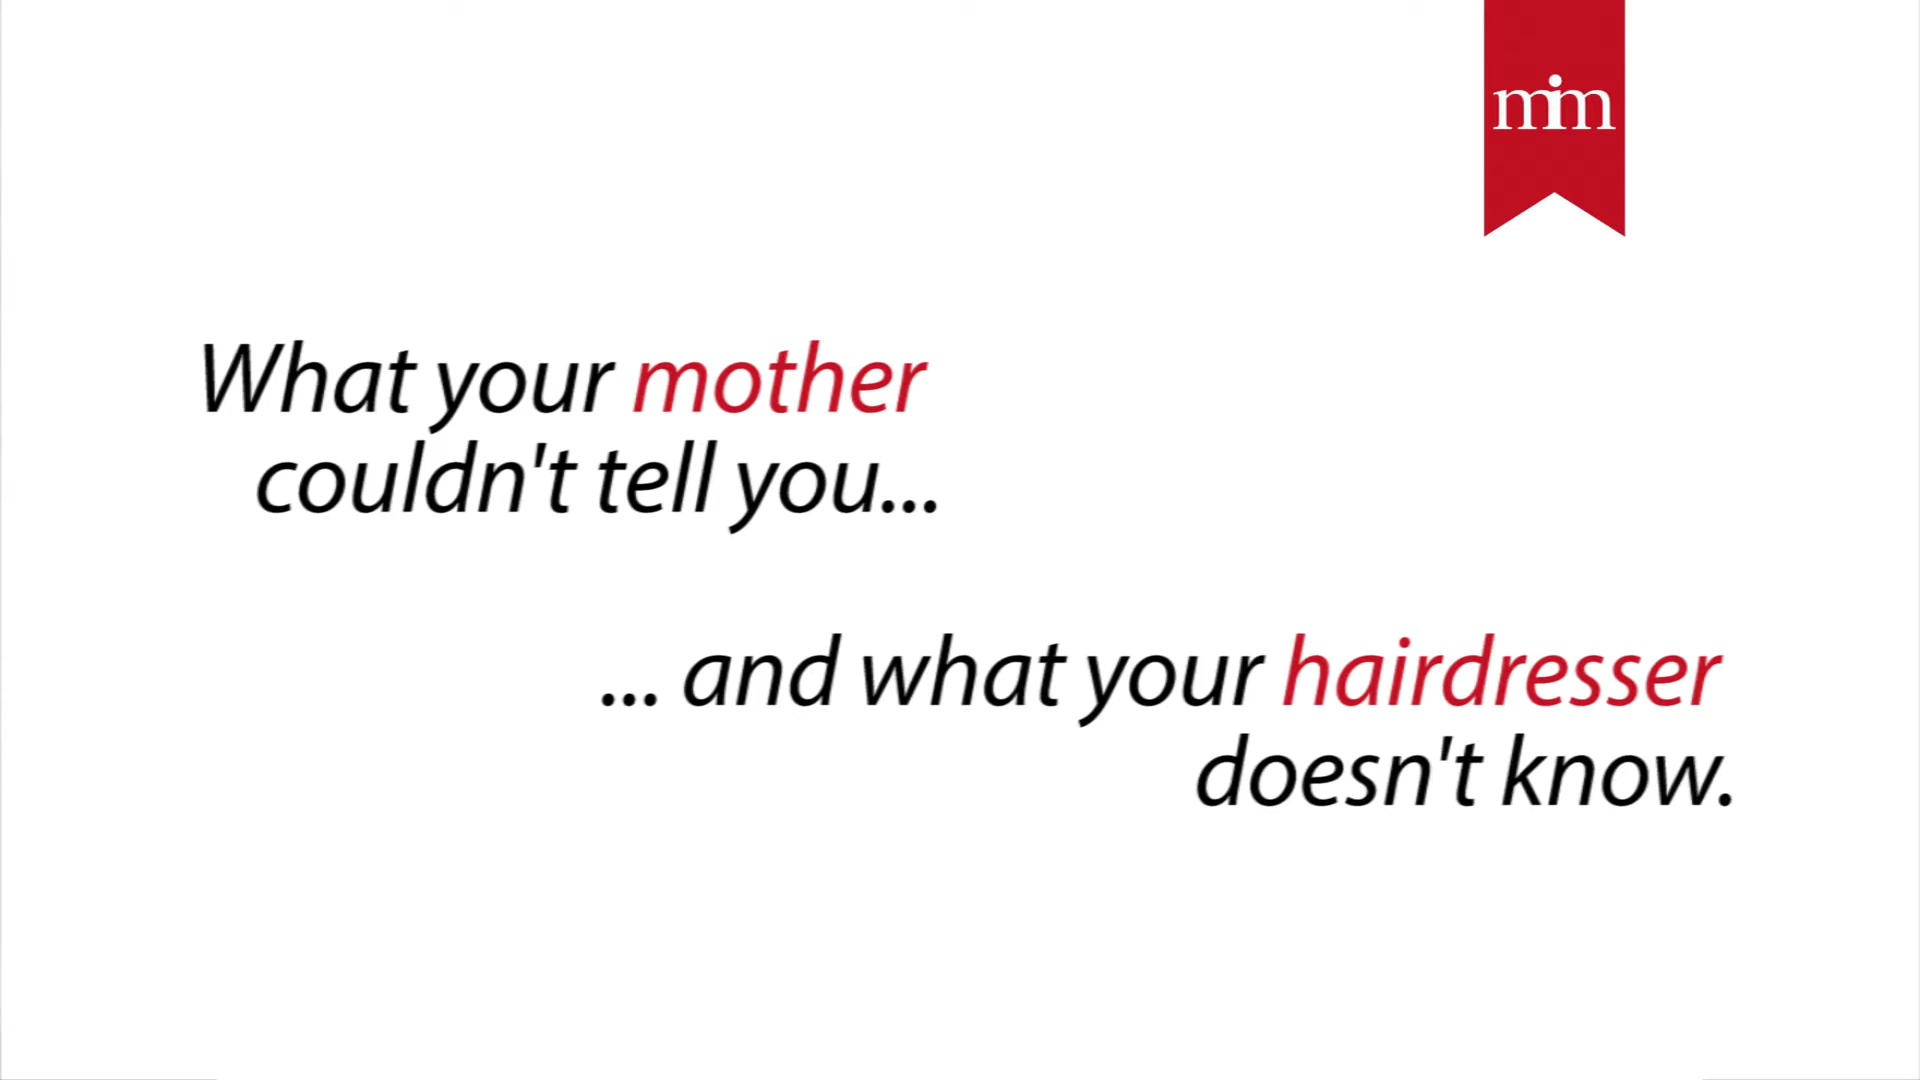 mim
What your mother
couldn't tell you...
... and what your hairdresser
doesn't know.